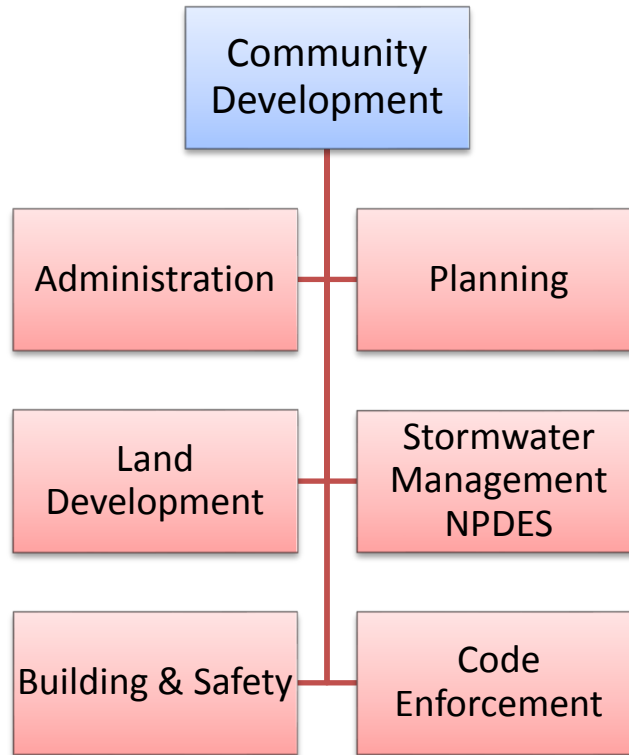 Community
Development
Administration
Planning
Land
Development
Stormwater
Management
NPDES
Building & Safety
Code
Enforcement